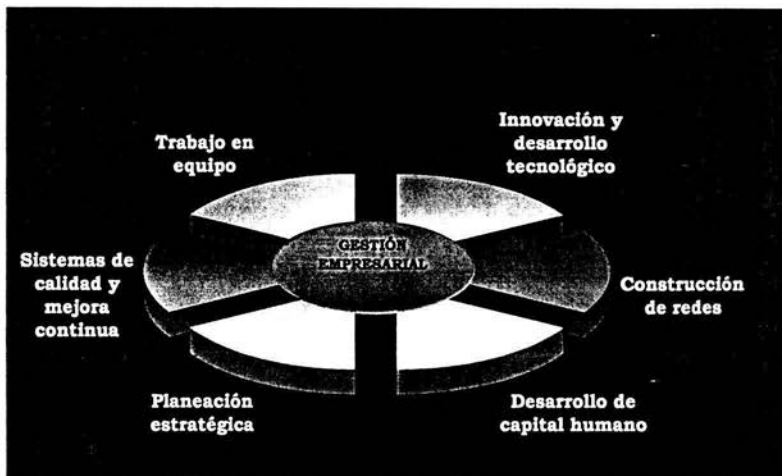 Trabajo en
equipo
Innovación y
desarrollo
tecnológico
Sistemas de
calidad y
mejora
continua
GESTIÓN
EMPRESARIAL
Construcción
de redes
Planeación
estratégica
Desarrollo de
capital humano